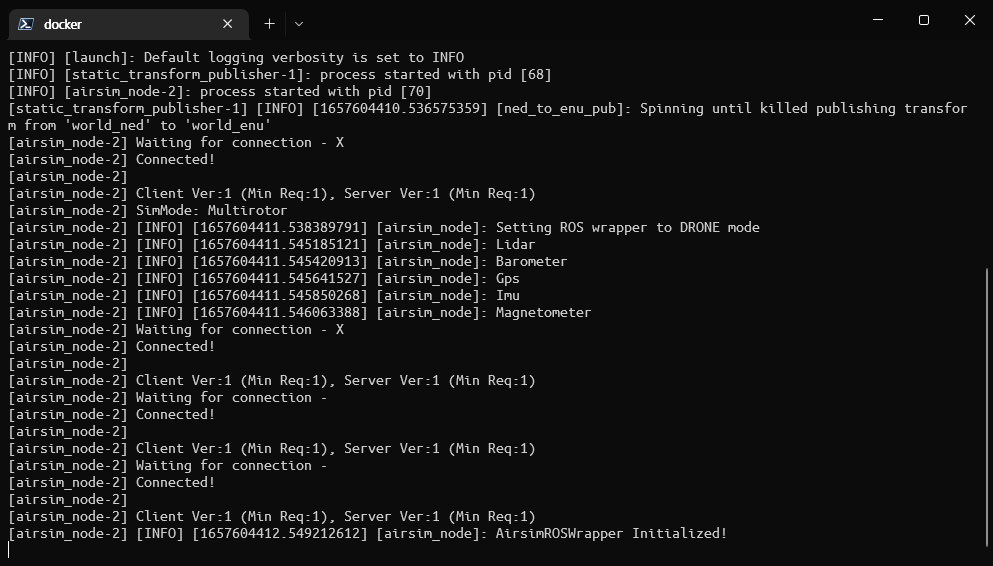 docker
[INFO] [launch]: Default logging verbosity is set to INFO
[INFO] [static_transform_publisher-1]: process started with pid [68]
[INFO] [airsim_node-2]: process started with pid [70]
[static_transform_publisher-1] [INFO] [1657604410.536575359] [ned_to_enu_pub]: Spinning until killed publishing transfor
m from 'world_ned' to 'world_enu'
[airsim_node-2] Waiting for connection - X
[airsim_node-2] Connected!
[airsim_node-2]
[airsim_node-2] Client Ver:1 (Min Req:1), Server Ver:1 (Min Req:1)
[airsim_node-2] SimMode: Multirotor
[airsim_node-2] [INFO] [1657604411.538389791] [airsim_node]: Setting ROS wrapper to DRONE mode
[airsim_node-2] [INFO] [1657604411.545185121] [airsim_node]: Lidar
[airsim_node-2] [INFO] [1657604411.545420913] [airsim_node]: Barometer
[airsim_node-2] [INFO] [1657604411.545641527] [airsim_node]: Gps
[airsim_node-2] [INFO] [1657604411.545850268] [airsim_node]: Imu
[airsim_node-2] [INFO] [1657604411.546063388] [airsim_node]: Magnetometer
[airsim_node-2] Waiting for connection - X
[airsim_node-2] Connected!
[airsim_node-2]
[airsim_node-2] Client Ver:1 (Min Req:1), Server Ver:1 (Min Req:1)
[airsim_node-2] Waiting for connection -
[airsim_node-2] Connected!
[airsim_node-2]
[airsim_node-2] Client Ver:1 (Min Req:1), Server Ver:1 (Min Req:1)
[airsim_node-2] Waiting for connection -
[airsim_node-2] Connected!
[airsim_node-2]
[airsim_node-2] Client Ver:1 (Min Req:1), Server Ver:1 (Min Req:1)
[airsim_node-2] [INFO] [1657604412.549212612] [airsim_node]: AirsimROSWrapper Initialized!